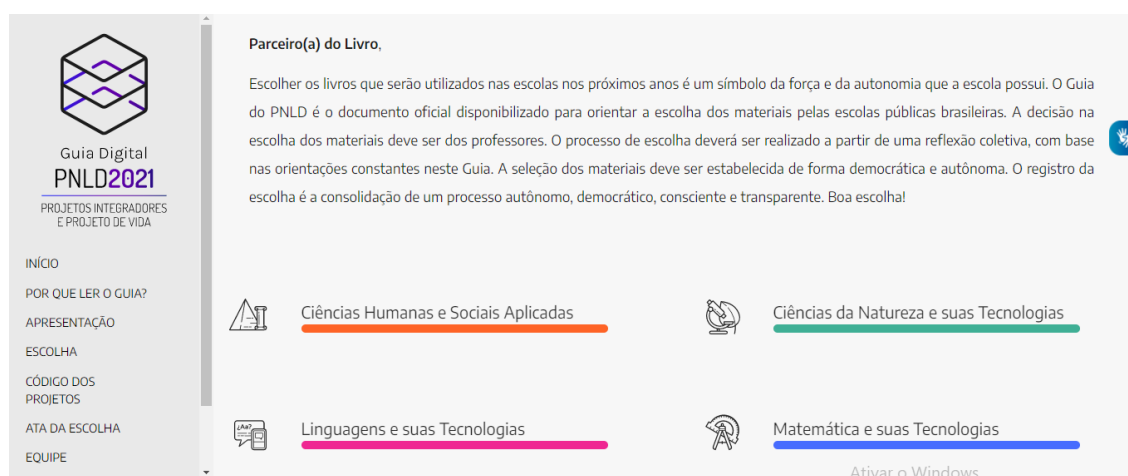 Guia Digital
PNLD2021
PROJETOS INTEGRADORES
E PROJETO DE VIDA
INÍCIO
POR QUE LER O GUIA?
APRESENTAÇÃO
ESCOLHA
CÓDIGO DOS
PROJETOS
ATA DA ESCOLHA
EQUIPE
Parceiro(a) do Livro,
Escolher os livros que serão utilizados nas escolas nos próximos anos é um símbolo da força e da autonomia que a escola possui. O Guia
do PNLD é o documento oficial disponibilizado para orientar a escolha dos materiais pelas escolas públicas brasileiras. A decisão na
escolha dos materiais deve ser dos professores. O processo de escolha deverá ser realizado a partir de uma reflexão coletiva, com base
nas orientações constantes neste Guia. A seleção dos materiais deve ser estabelecida de forma democrática e autônoma. O registro da
escolha é a consolidação de um processo autônomo, democrático, consciente e transparente. Boa escolha!
Ciências Humanas e Sociais Aplicadas
Ciências da Natureza e suas Tecnologias
Linguagens e suas Tecnologias
Matemática e suas Tecnologias
Ativar o Windows